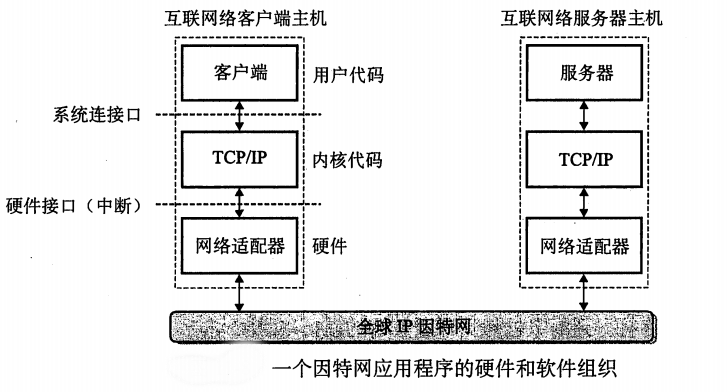 互联网络客户端主机
互联网络服务器主机
客户端
用户代码
服务器
系统连接口
TCP/IP
内核代码
TCP/IP
硬件接口（中断）
网络适配器
硬件
网络适配器
全球IP因特网
一个因特网应用程序的硬件和软件组织